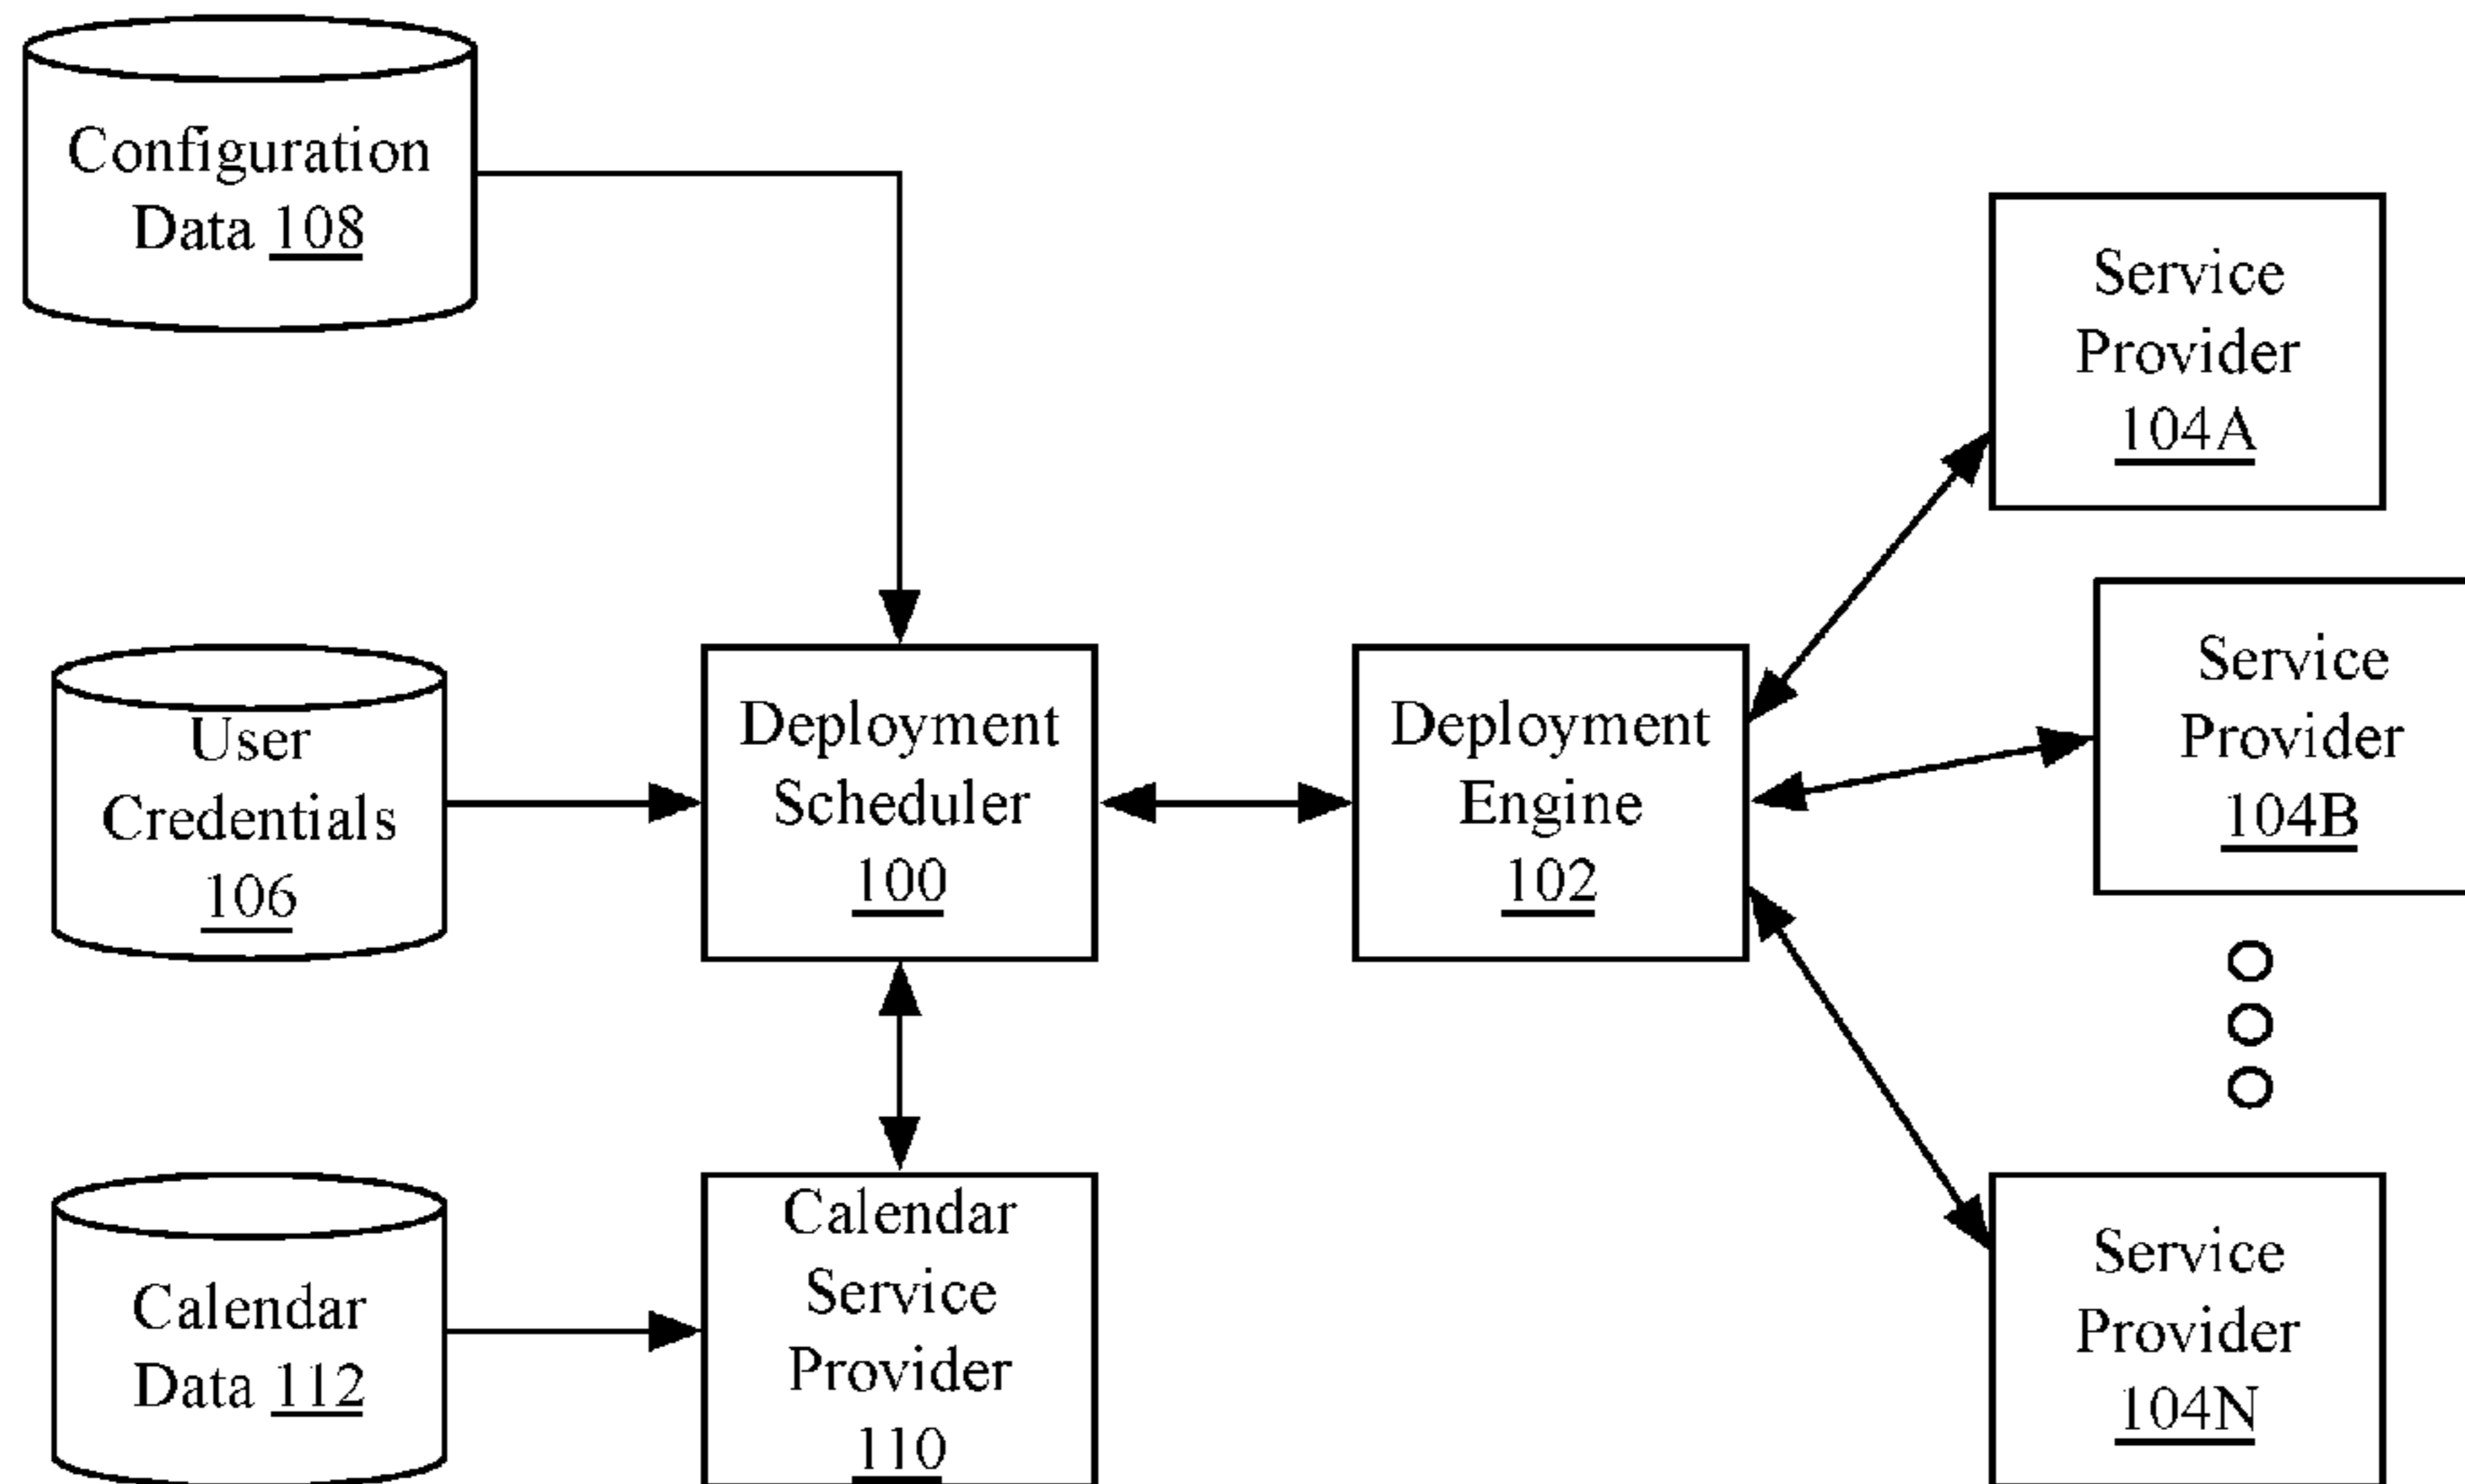 Configuration
Data 108
Service
Provider
104A
User
Credentials
106
Deployment
Scheduler
100
Deployment
Engine
102
Service
Provider
104B
Calendar
Data 112
Calendar
Service
Provider
110
Service
Provider
104N